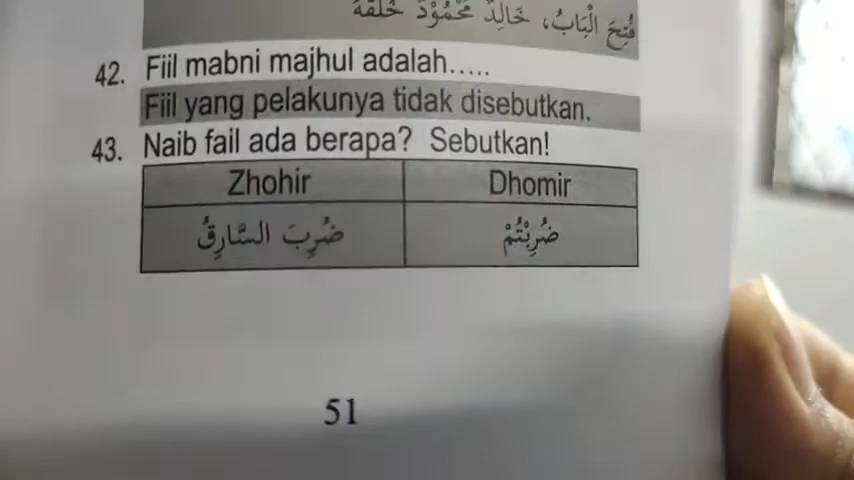 فُتِحَ الْبَابُ، خَالِدٌ مَحْمُوْدٌ خُلُقُهُ
42. Fiil mabni majhul adalah.....
Fiil yang pelakunya tidak disebutkan.
43. Naib fail ada berapa? Sebutkan!
Zhohir Dhomir
ضُرِبَ السَّارِقُ ضُرِبْتُمْ
51